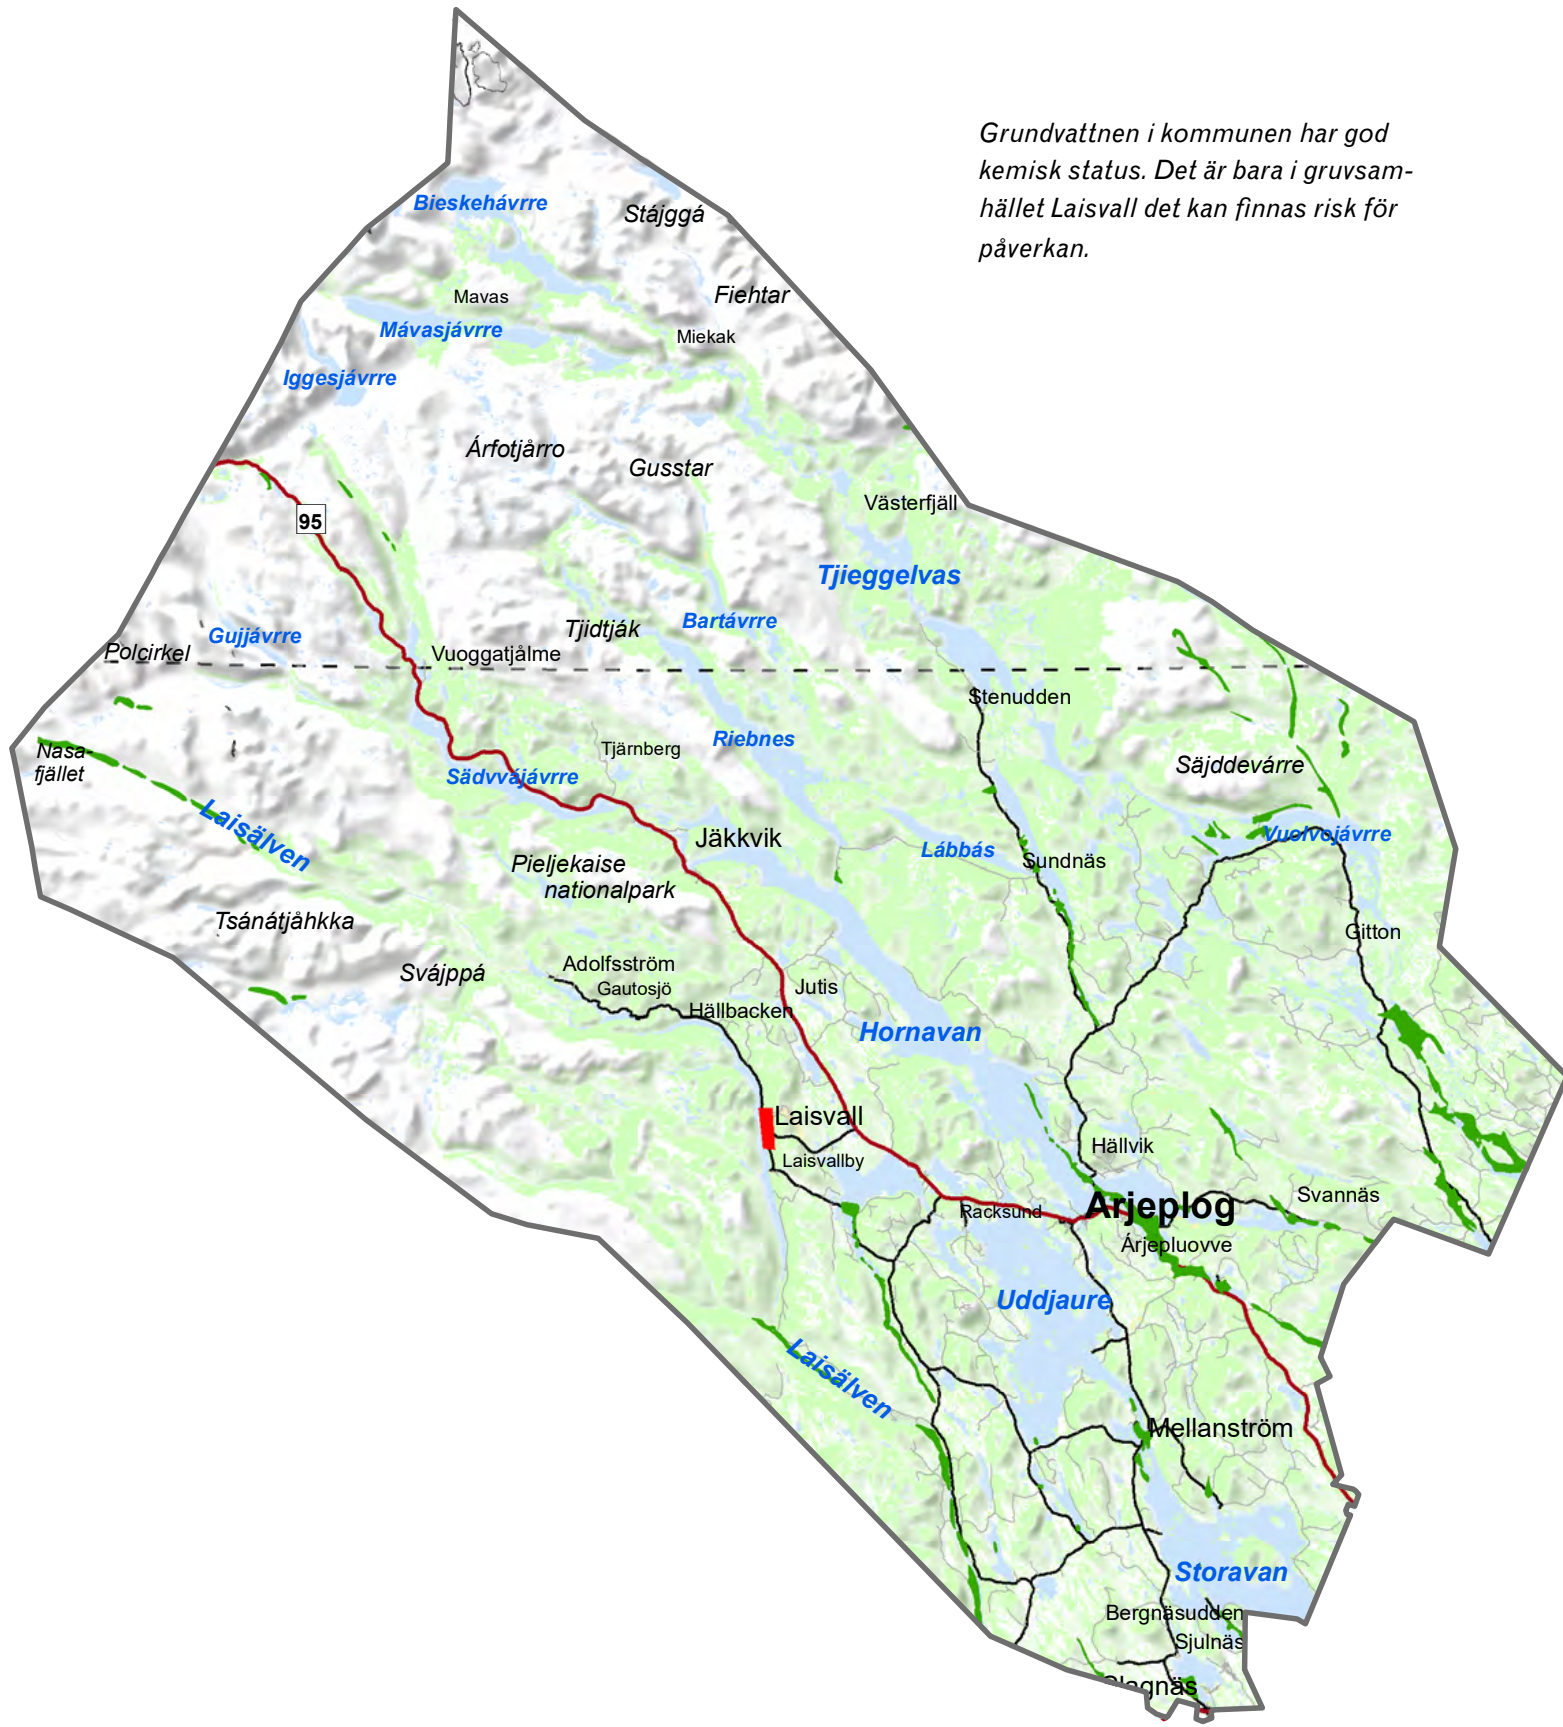 Grundvattnen i kommunen har god
kemisk status. Det är bara i gruvsam-
hället Laisvall det kan finnas risk för
påverkan.
Bieskehávrre
Stájggá
Mavas
Fiehtar
Mávasjávrre
Miekak
Iggesjávrre
Árfotjårro
Gusstar
Västerfjäll
95
Tjieggelvas
Bartávrre
Tjidtják
Gujjávrre
Polcirkel
Vuoggatjålme
Stenudden
Riebnes
Tjärnberg
Nasa-
fjället
Säjddevárre
Sädvvájávrre
Laisälven
Jäkkvik
Vuolvojávrre
Lábbás
Sundnäs
Pieljekaise
nationalpark
Tsánátjåhkka
Gitton
Svájppá
Adolfsström
Gautosjö
Jutis
Hällbacken
Hornavan
Laisvall
Hällvik
Laisvallby
Svannäs
Arjeplog
Racksund
Árjepluovve
Uddjaure
Laisälven
Mellanström
Storavan
Bergnäsudden
Sjulnäs
Slagnäs